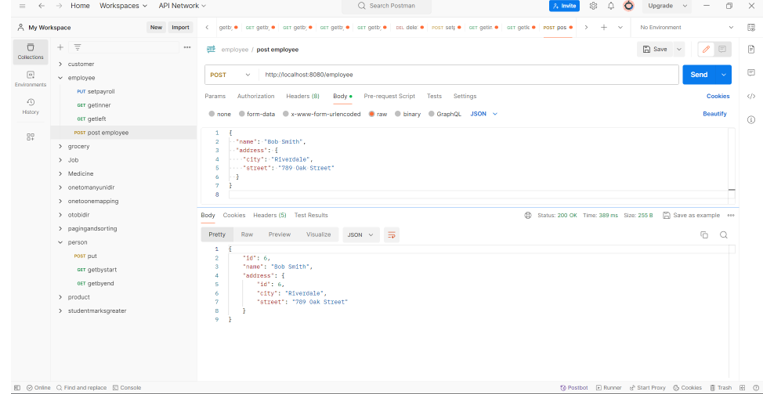 Home Workspaces API Network Search Postman Invite Upgrade
My Workspace New Import No Environment
Collections
Environments
History
customer
employee
PUT setpayroll
GET getinner
GET getleft
POST post employee
grocery
Job
Medicine
onetomanyunidir
onetoonemapping
otobidir
pagingandsorting
person
POST put
GET getbystart
GET getbyend
product
studentmarksgreater
employee / post employee Save
POST http://localhost:8080/employee Send
Params Authorization Headers (8) Body Pre-request Script Tests Settings Cookies
none form-data x-www-form-urlencoded raw binary GraphQL JSON Beautify
1 {
2 "name": "Bob Smith",
3 "address": {
4 "city": "Riverdale",
5 "street": "789 Oak Street"
6 }
7 }
8
Body Cookies Headers (5) Test Results Status: 200 OK Time: 389 ms Size: 255 B Save as example
Pretty Raw Preview Visualize JSON
1 {
2 "id": 6,
3 "name": "Bob Smith",
4 "address": {
5 "id": 6,
6 "city": "Riverdale",
7 "street": "789 Oak Street"
8 }
9 }
Online Find and replace Console Postbot Runner Start Proxy Cookies Trash